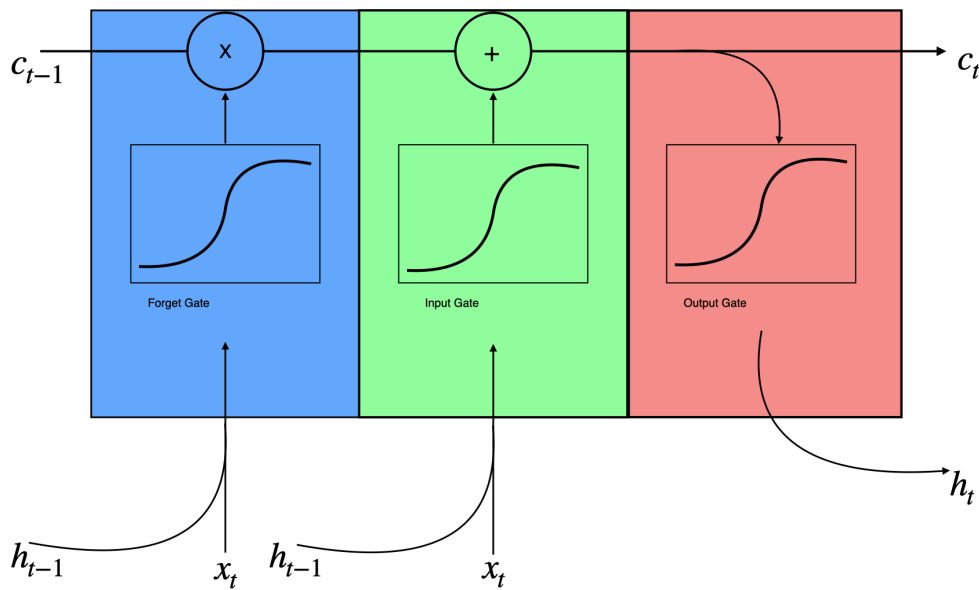 x
+
c_{t-1}
c_t
Forget Gate
Input Gate
Output Gate
h_t
h_{t-1}
x_t
h_{t-1}
x_t